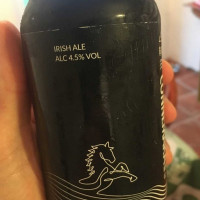 IRISH ALE
ALC 4.5% VOL